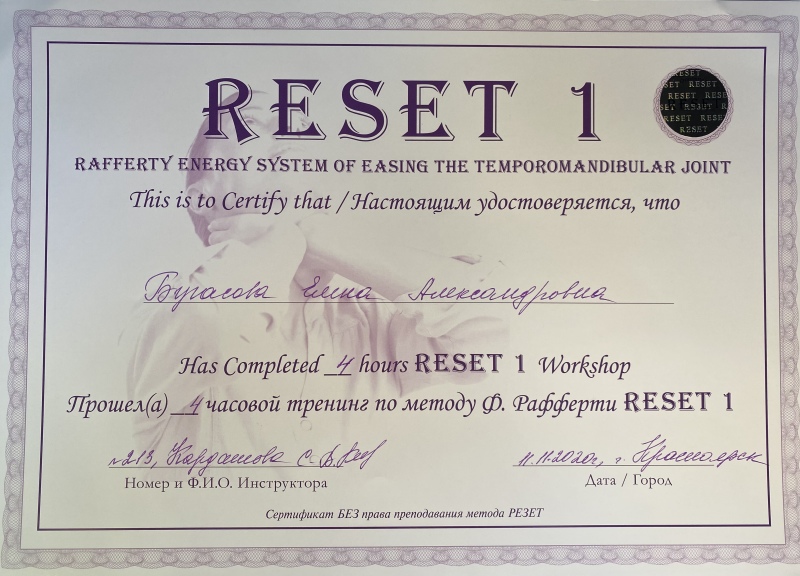 RESET 1
RAFFERTY ENERGY SYSTEM OF EASING THE TEMPOROMANDIBULAR JOINT
This is to Certify that / Настоящим удостоверяется, что
Бугасова Елена Александровна
Has Completed 4 hours RESET 1 Workshop
Прошел(а) 4 часовой тренинг по методу Ф. Рафферти RESET 1
№213, Кардашова С.В.
11.11.2020г., г. Красноярск
Номер и Ф.И.О. Инструктора
Дата / Город
Сертификат БЕЗ права преподавания метода РЕЗЕТ